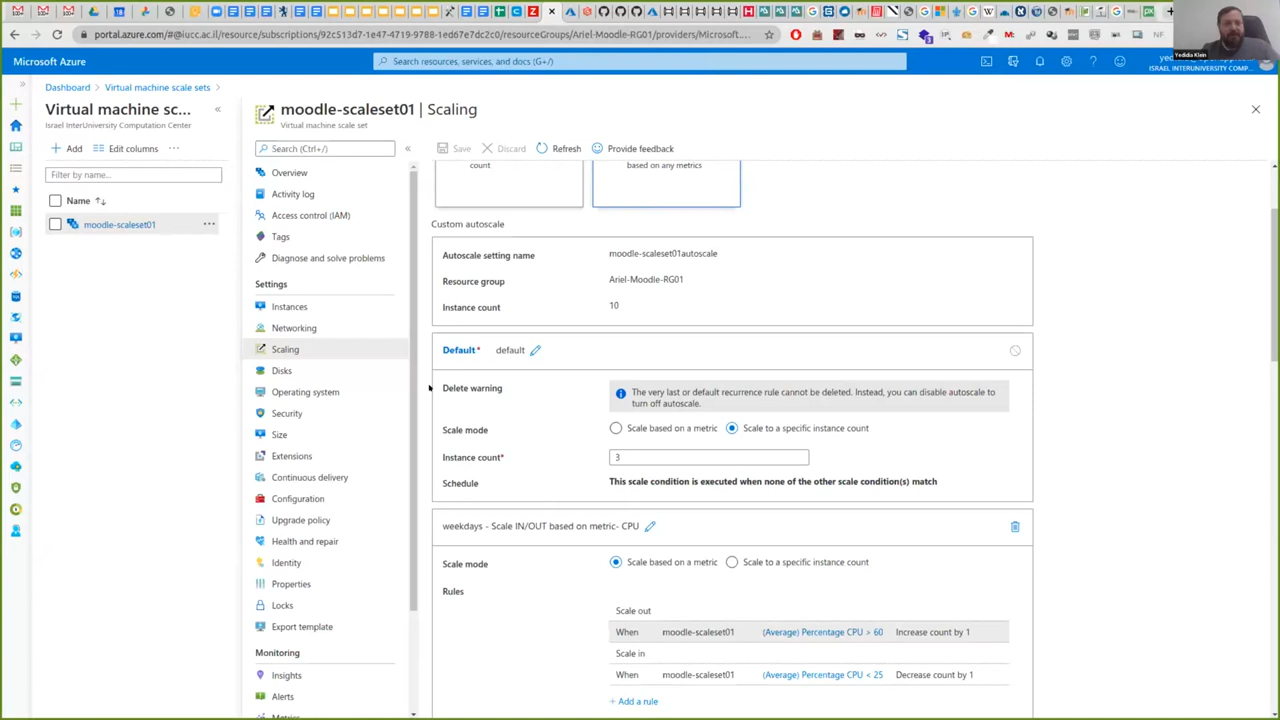 portal.azure.com/#@iucc.ac.il/resource/subscriptions/92c513d7-1e47-4719-9788-1ed67e7dc2c0/resourceGroups/Ariel-Moodle-RG01/providers/Microsoft....
Yedidia Klein
Microsoft Azure
Search resources, services, and docs (G+/)
ISRAEL INTERUNIVERSITY COMP...
Dashboard > Virtual machine scale sets >
Virtual machine sc...
Israel InterUniversity Computation Center
Add
Edit columns
Filter by name...
Name
moodle-scaleset01
moodle-scaleset01 | Scaling
Virtual machine scale set
Search (Ctrl+/)
Overview
Activity log
Access control (IAM)
Tags
Diagnose and solve problems
Settings
Instances
Networking
Scaling
Disks
Operating system
Security
Size
Extensions
Continuous delivery
Configuration
Upgrade policy
Health and repair
Identity
Properties
Locks
Export template
Monitoring
Insights
Alerts
Metrics
Save
Discard
Refresh
Provide feedback
count
based on any metrics
Custom autoscale
Autoscale setting name moodle-scaleset01autoscale
Resource group Ariel-Moodle-RG01
Instance count 10
Default* default
Delete warning
The very last or default recurrence rule cannot be deleted. Instead, you can disable autoscale to
turn off autoscale.
Scale mode Scale based on a metric Scale to a specific instance count
Instance count* 3
Schedule This scale condition is executed when none of the other scale condition(s) match
weekdays - Scale IN/OUT based on metric- CPU
Scale mode Scale based on a metric Scale to a specific instance count
Rules
Scale out
When moodle-scaleset01 (Average) Percentage CPU > 60 Increase count by 1
Scale in
When moodle-scaleset01 (Average) Percentage CPU < 25 Decrease count by 1
+ Add a rule